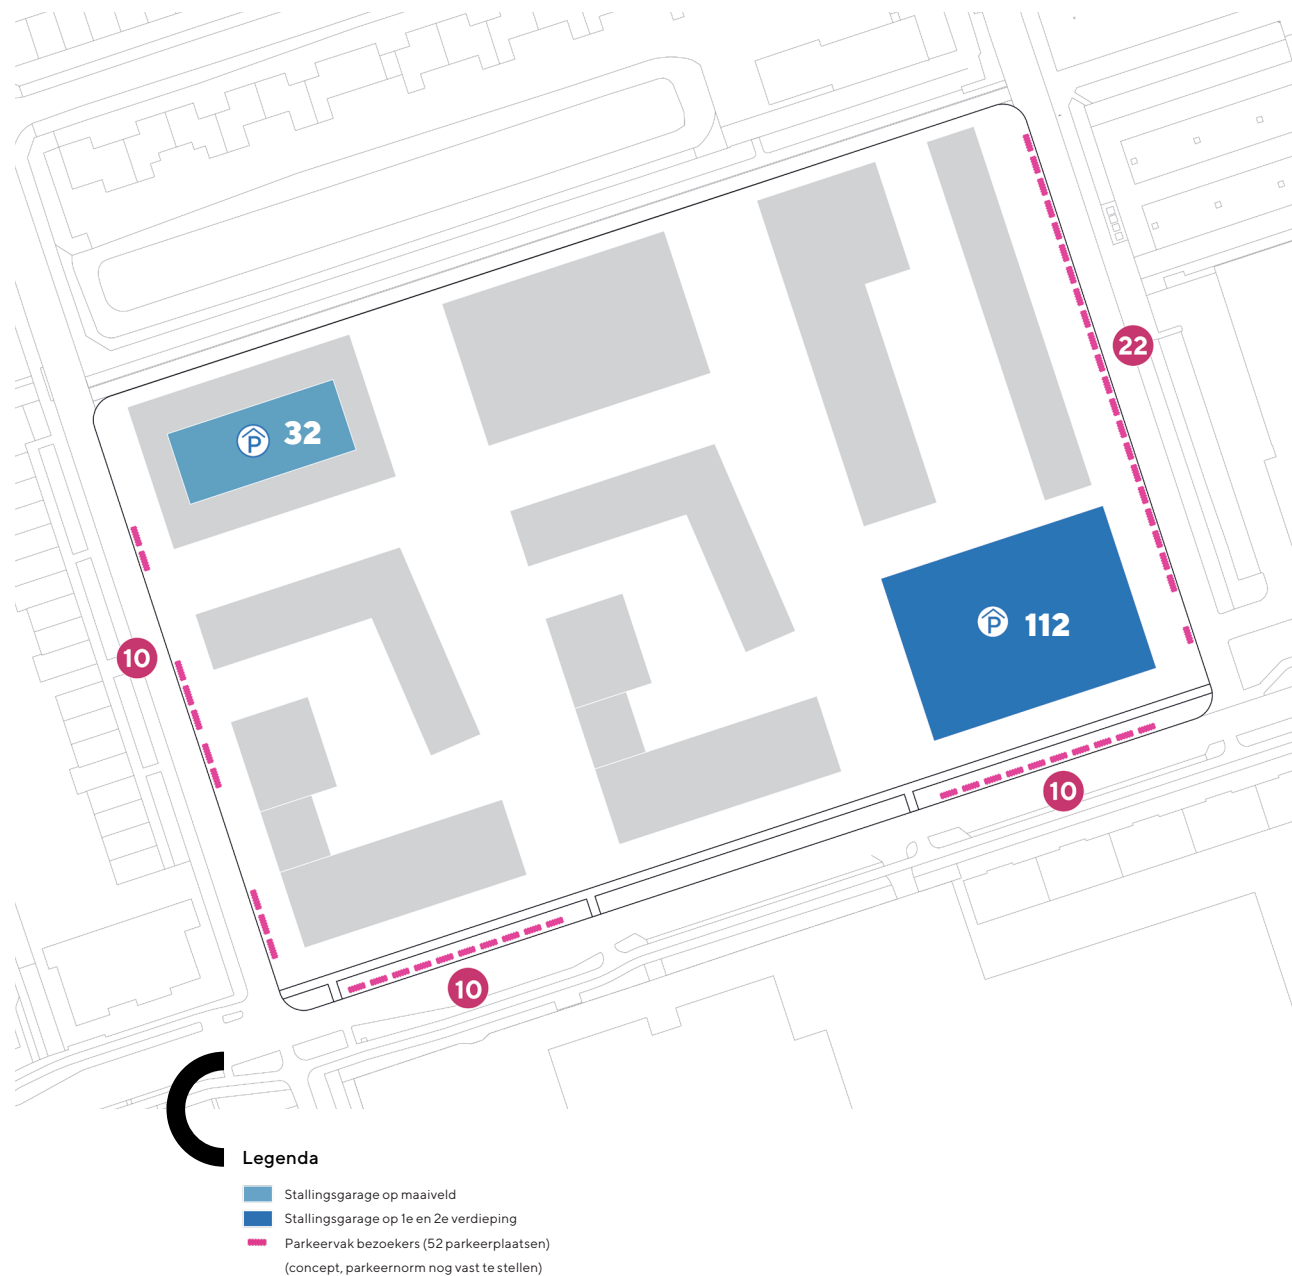 22
P 32
P 112
10
10
10
Legenda
Stallingsgarage op maaiveld
Stallingsgarage op 1e en 2e verdieping
Parkeervak bezoekers (52 parkeerplaatsen)
(concept, parkeernorm nog vast te stellen)